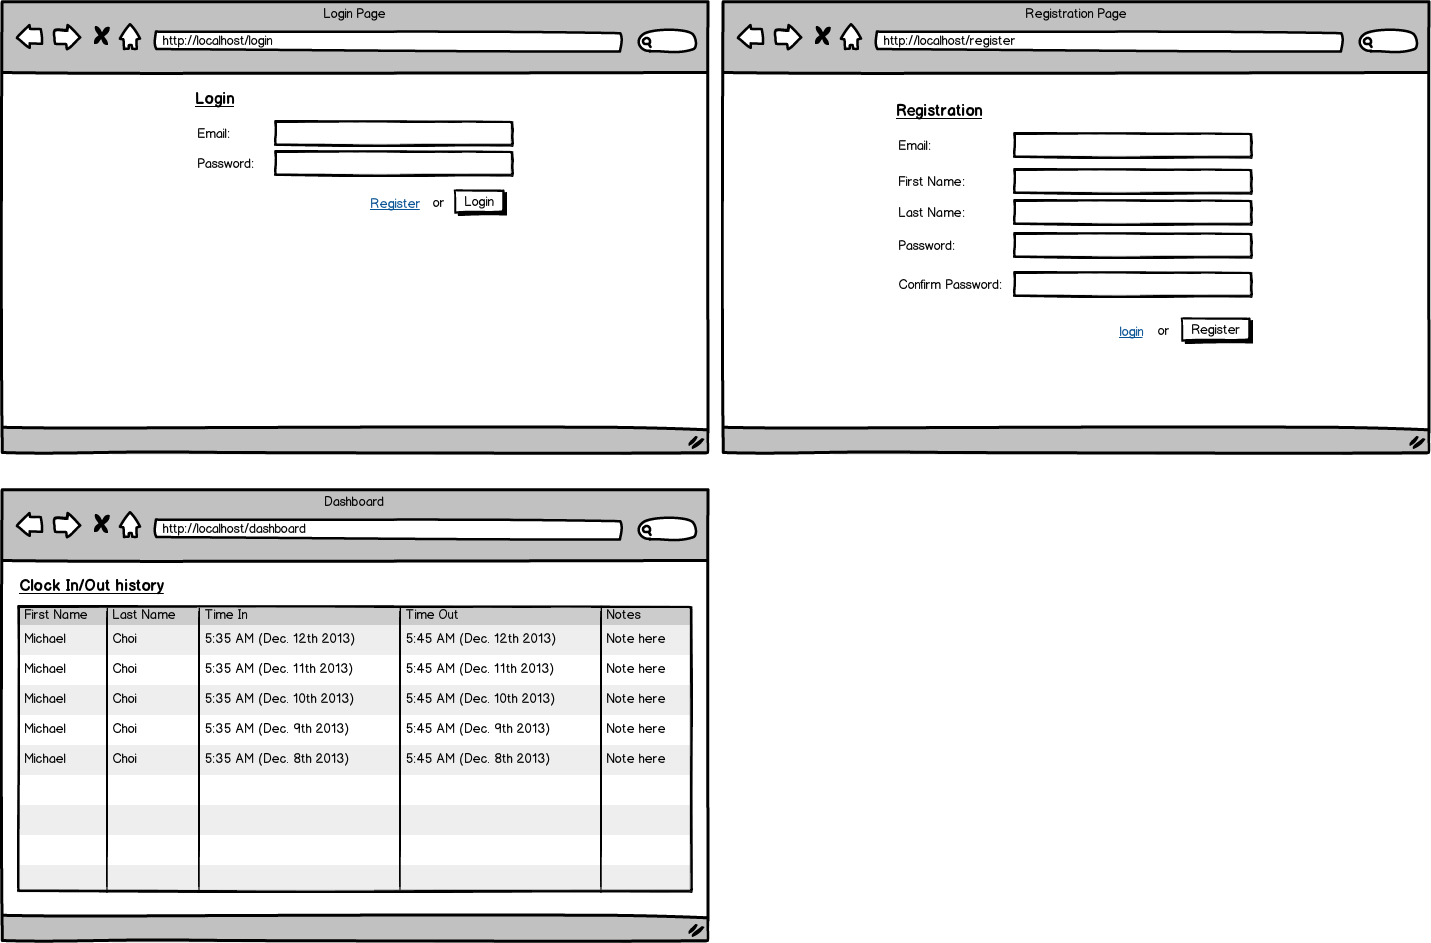 Login Page
http://localhost/login
Login
Email:
Password:
Register or Login
Registration Page
http://localhost/register
Registration
Email:
First Name:
Last Name:
Password:
Confirm Password:
login or Register
Dashboard
http://localhost/dashboard
Clock In/Out history
First Name Last Name Time In Time Out Notes
Michael Choi 5:35 AM (Dec. 12th 2013) 5:45 AM (Dec. 12th 2013) Note here
Michael Choi 5:35 AM (Dec. 11th 2013) 5:45 AM (Dec. 11th 2013) Note here
Michael Choi 5:35 AM (Dec. 10th 2013) 5:45 AM (Dec. 10th 2013) Note here
Michael Choi 5:35 AM (Dec. 9th 2013) 5:45 AM (Dec. 9th 2013) Note here
Michael Choi 5:35 AM (Dec. 8th 2013) 5:45 AM (Dec. 8th 2013) Note here